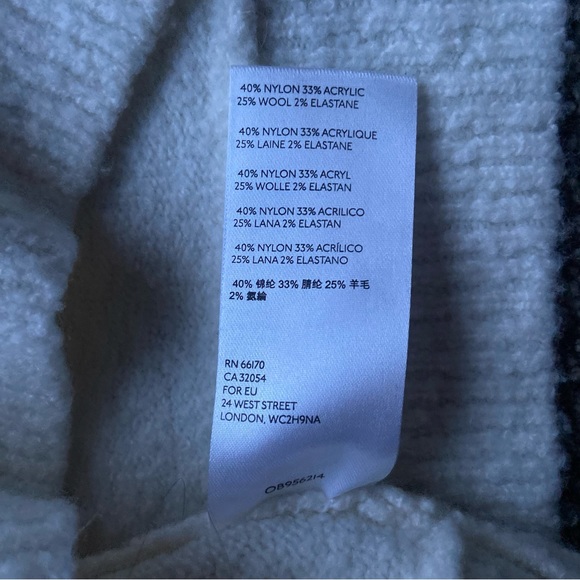 40% NYLON 33% ACRYLIC
25% WOOL 2% ELASTANE
40% NYLON 33% ACRYLIQUE
25% LAINE 2% ELASTANE
40% NYLON 33% ACRYL
25% WOLLE 2% ELASTAN
40% NYLON 33% ACRILICO
25% LANA 2% ELASTAN
40% NYLON 33% ACRÍLICO
25% LANA 2% ELASTANO
40% 锦纶 33% 腈纶 25% 羊毛
2% 氨綸
RN 66170
CA 32054
FOR EU
24 WEST STREET
LONDON, WC2H9NA
OB956214